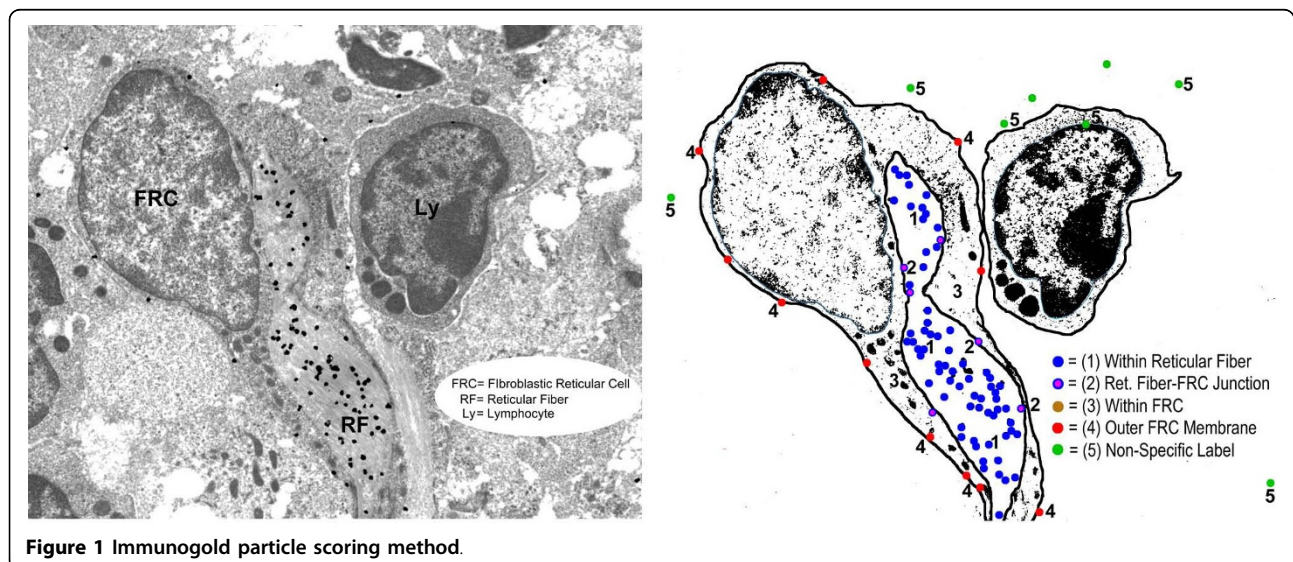 FRC
Ly
RF
FRC= FIbroblastic Reticular Cell
RF= Reticular Fiber
Ly= Lymphocyte
5
5
5
5
4
4
5
1
2
3
4
2
1
3
2
1
4
4
4
5
= (1) Within Reticular Fiber
= (2) Ret. Fiber-FRC Junction
= (3) Within FRC
= (4) Outer FRC Membrane
= (5) Non-Specific Label
Figure 1 Immunogold particle scoring method.